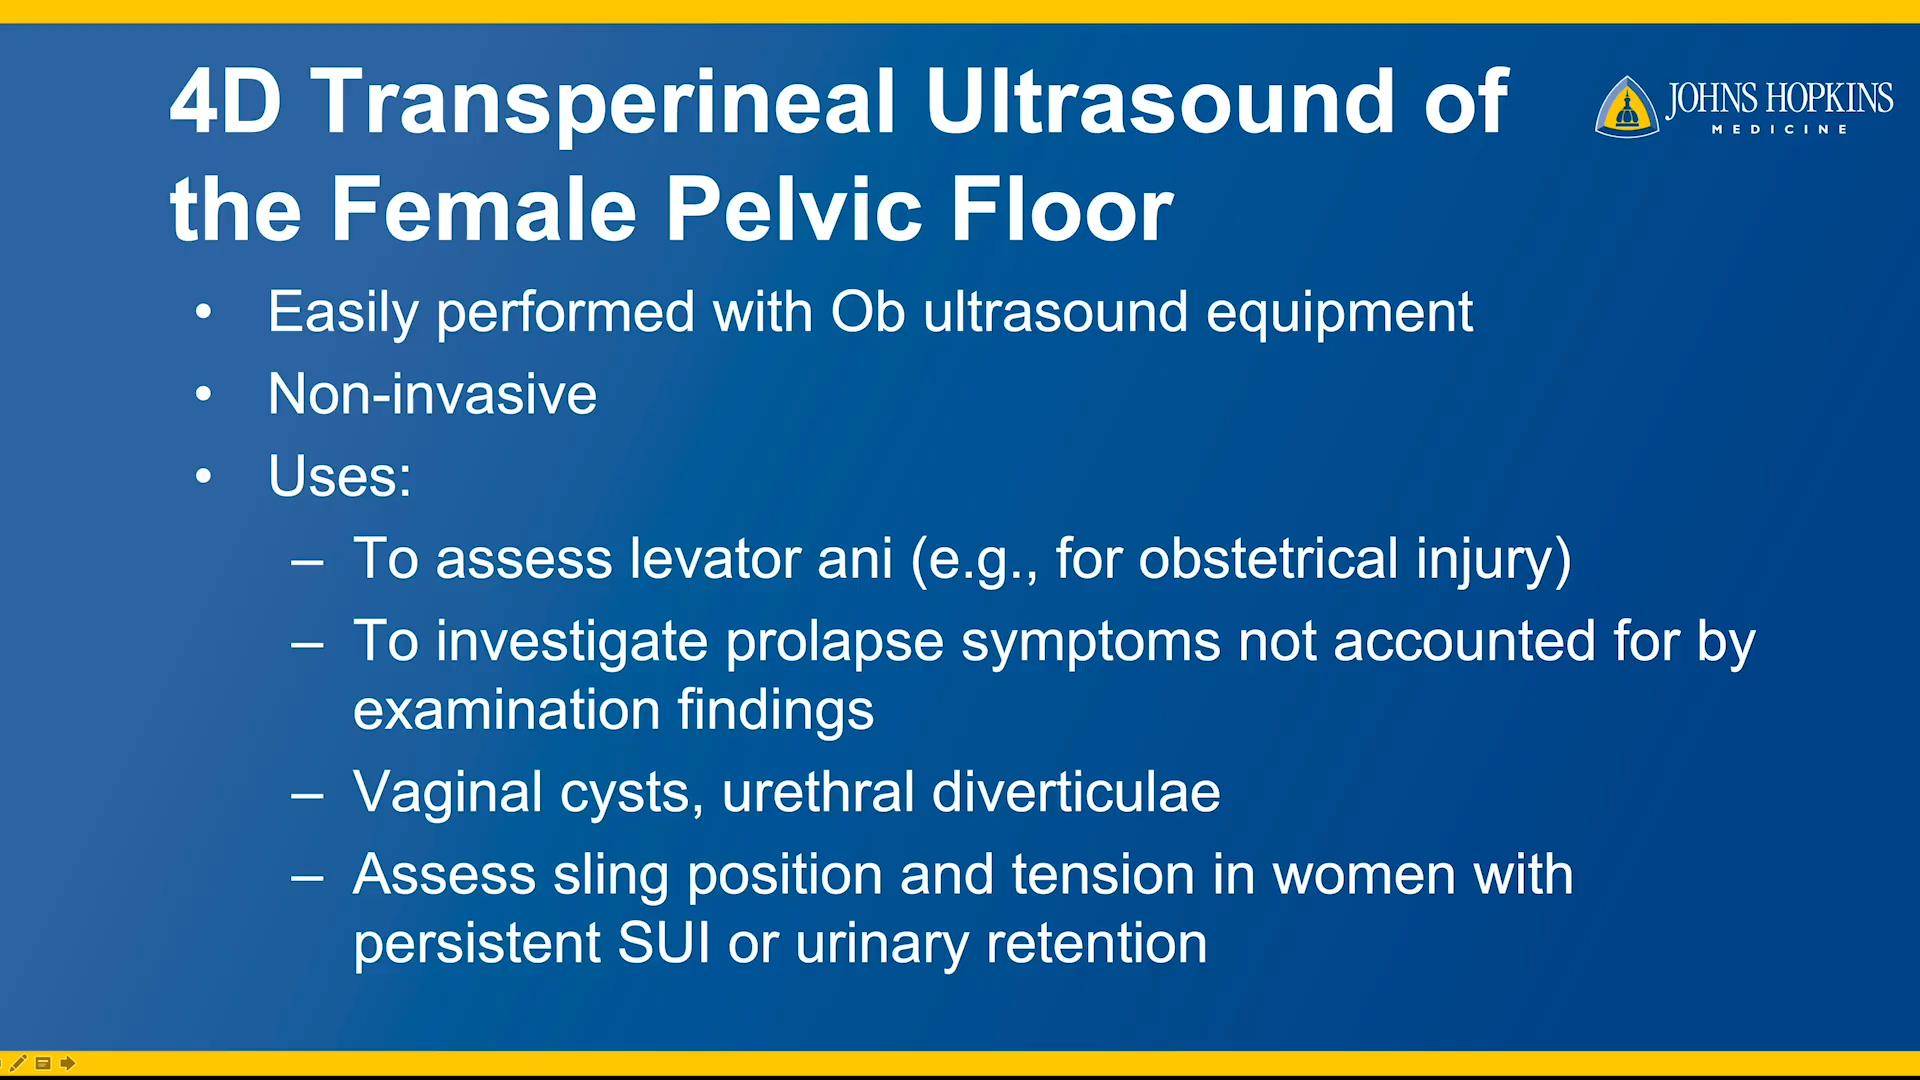 4D Transperineal Ultrasound of
the Female Pelvic Floor
JOHNS HOPKINS
MEDICINE
• Easily performed with Ob ultrasound equipment
• Non-invasive
• Uses:
– To assess levator ani (e.g., for obstetrical injury)
– To investigate prolapse symptoms not accounted for by
examination findings
– Vaginal cysts, urethral diverticulae
– Assess sling position and tension in women with
persistent SUI or urinary retention